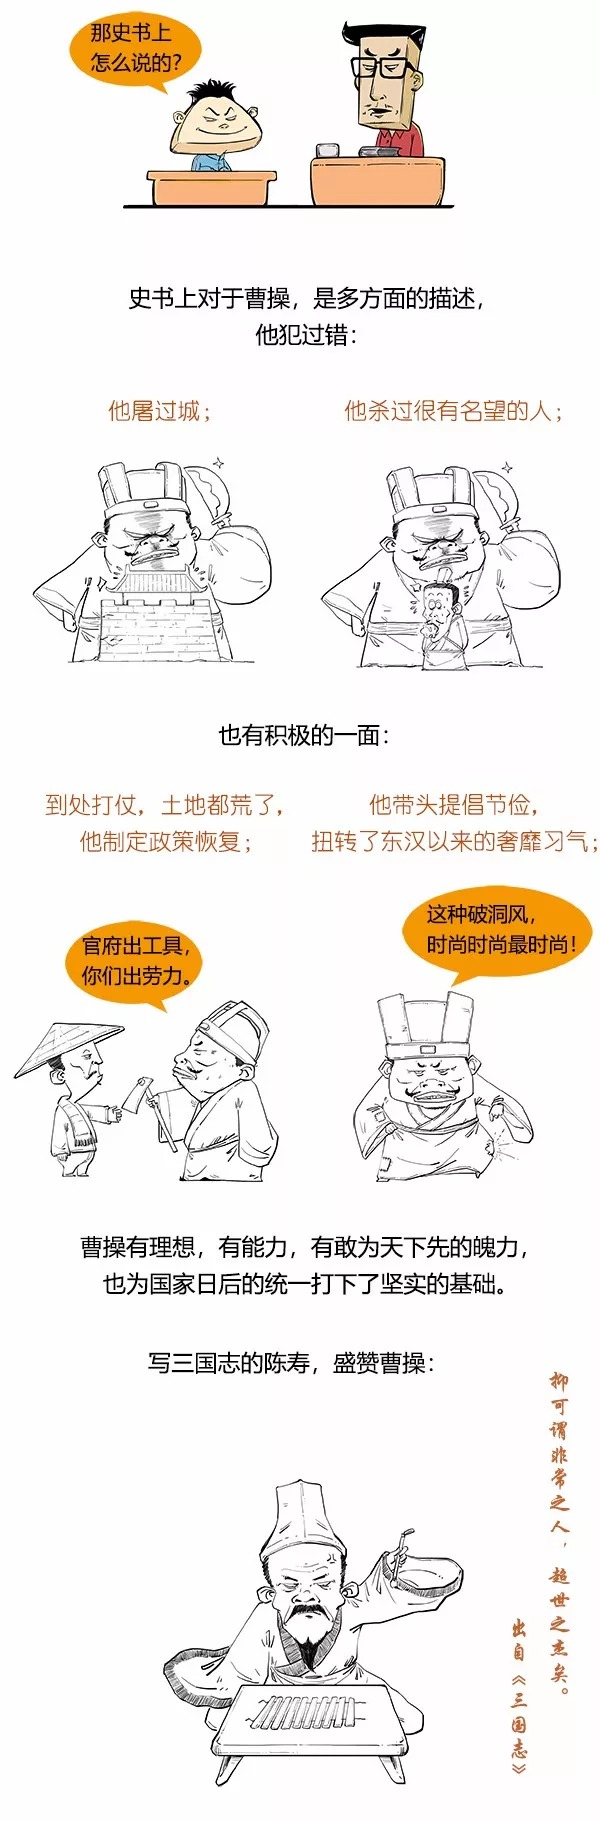 那史书上
怎么说的？
史书上对于曹操，是多方面的描述，
他犯过错：
他屠过城；
他杀过很有名望的人；
也有积极的一面：
到处打仗，土地都荒了，
他制定政策恢复；
他带头提倡节俭，
扭转了东汉以来的奢靡习气；
官府出工具，
你们出劳力。
这种破洞风，
时尚时尚最时尚！
曹操有理想，有能力，有敢为天下先的魄力，
也为国家日后的统一打下了坚实的基础。
写三国志的陈寿，盛赞曹操：
抑可谓非常之人，超世之杰矣。
出自《三国志》